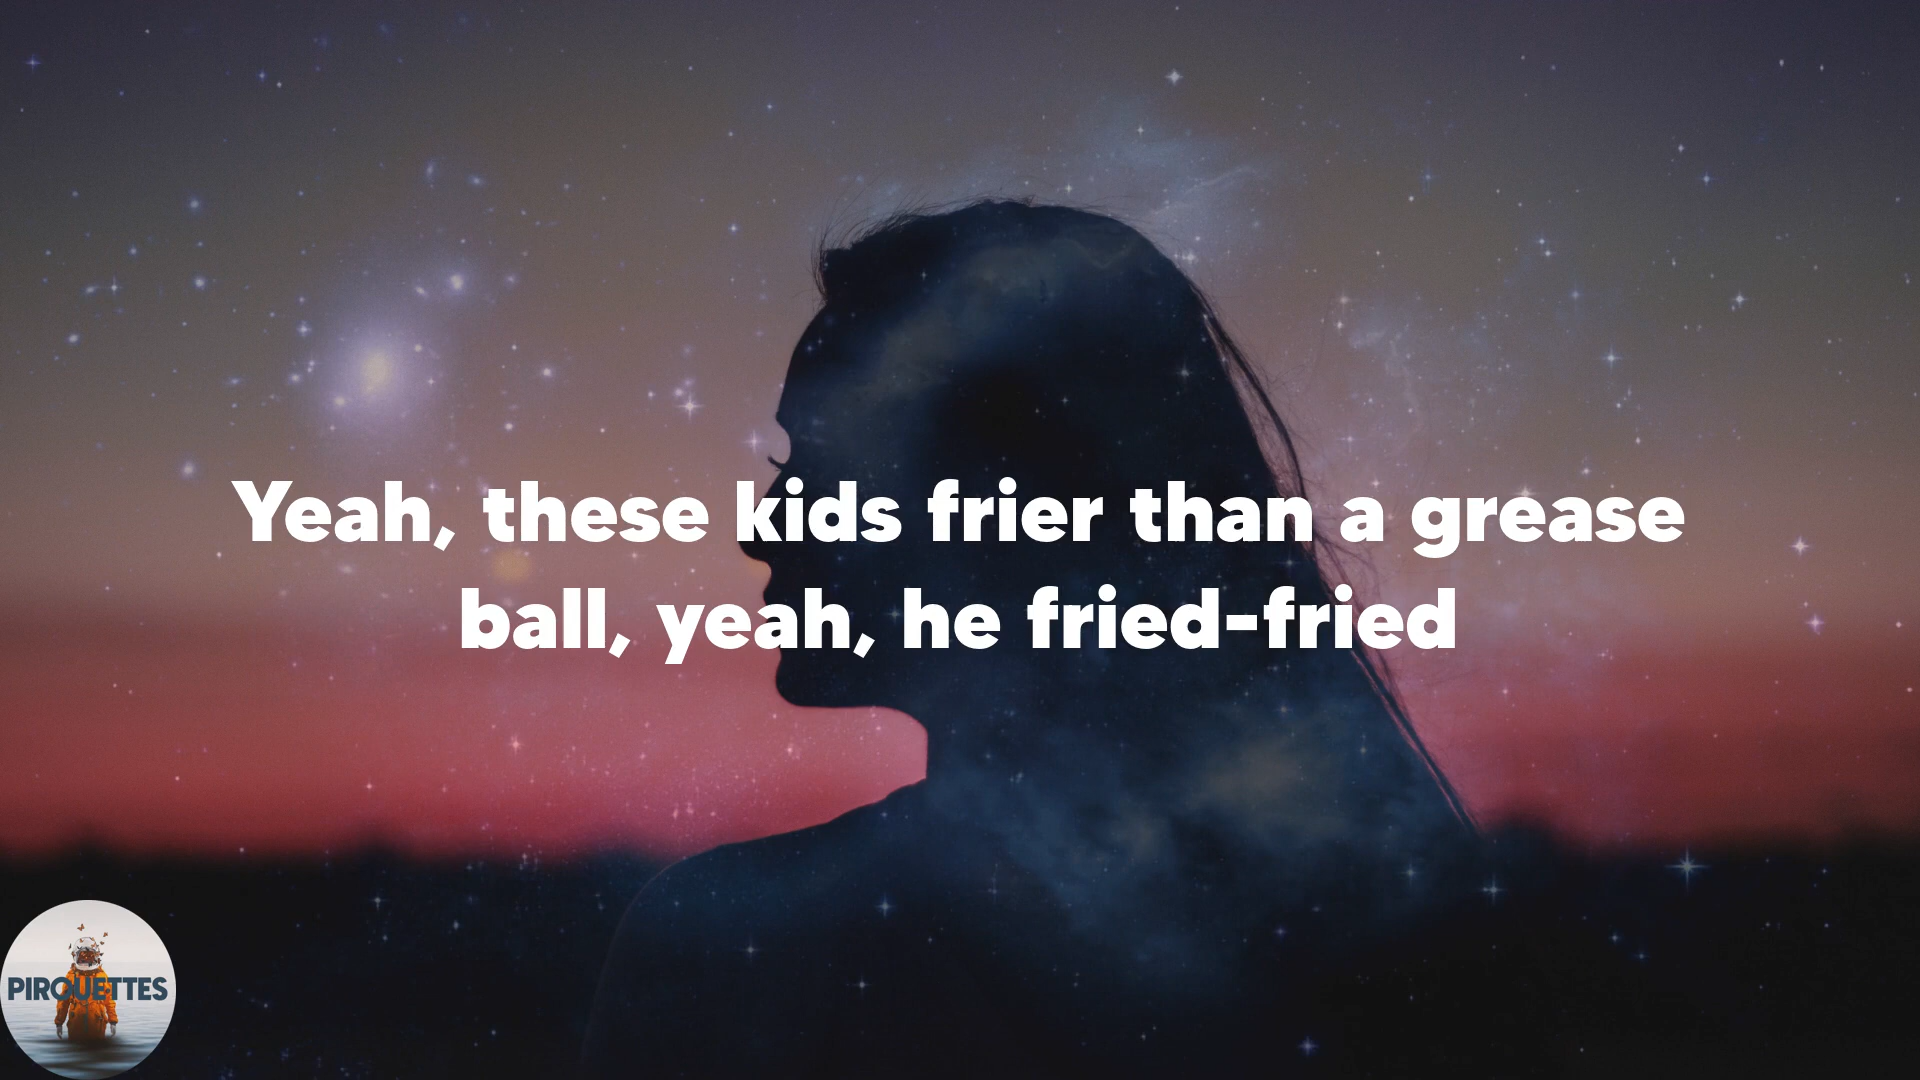 Yeah, these kids frier than a grease
ball, yeah, he fried-fried
PIROUETTES